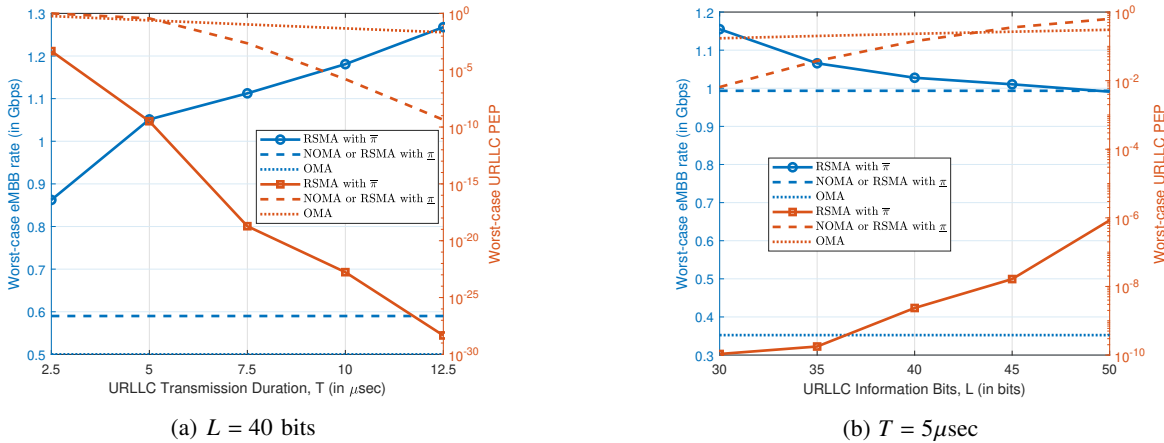 1.3
1.2
1.1
1
0.9
0.8
0.7
0.6
0.5
Worst-case eMBB rate (in Gbps)
10^0
10^-5
10^-10
10^-15
10^-20
10^-25
10^-30
Worst-case URLLC PEP
RSMA with π̅
NOMA or RSMA with π̲
OMA
RSMA with π̅
NOMA or RSMA with π̲
OMA
2.5 5 7.5 10 12.5
URLLC Transmission Duration, T (in μsec)
(a) L = 40 bits
1.2
1.1
1
0.9
0.8
0.7
0.6
0.5
0.4
0.3
Worst-case eMBB rate (in Gbps)
10^0
10^-2
10^-4
10^-6
10^-8
10^-10
Worst-case URLLC PEP
RSMA with π̅
NOMA or RSMA with π̲
OMA
RSMA with π̅
NOMA or RSMA with π̲
OMA
30 35 40 45 50
URLLC Information Bits, L (in bits)
(b) T = 5μsec